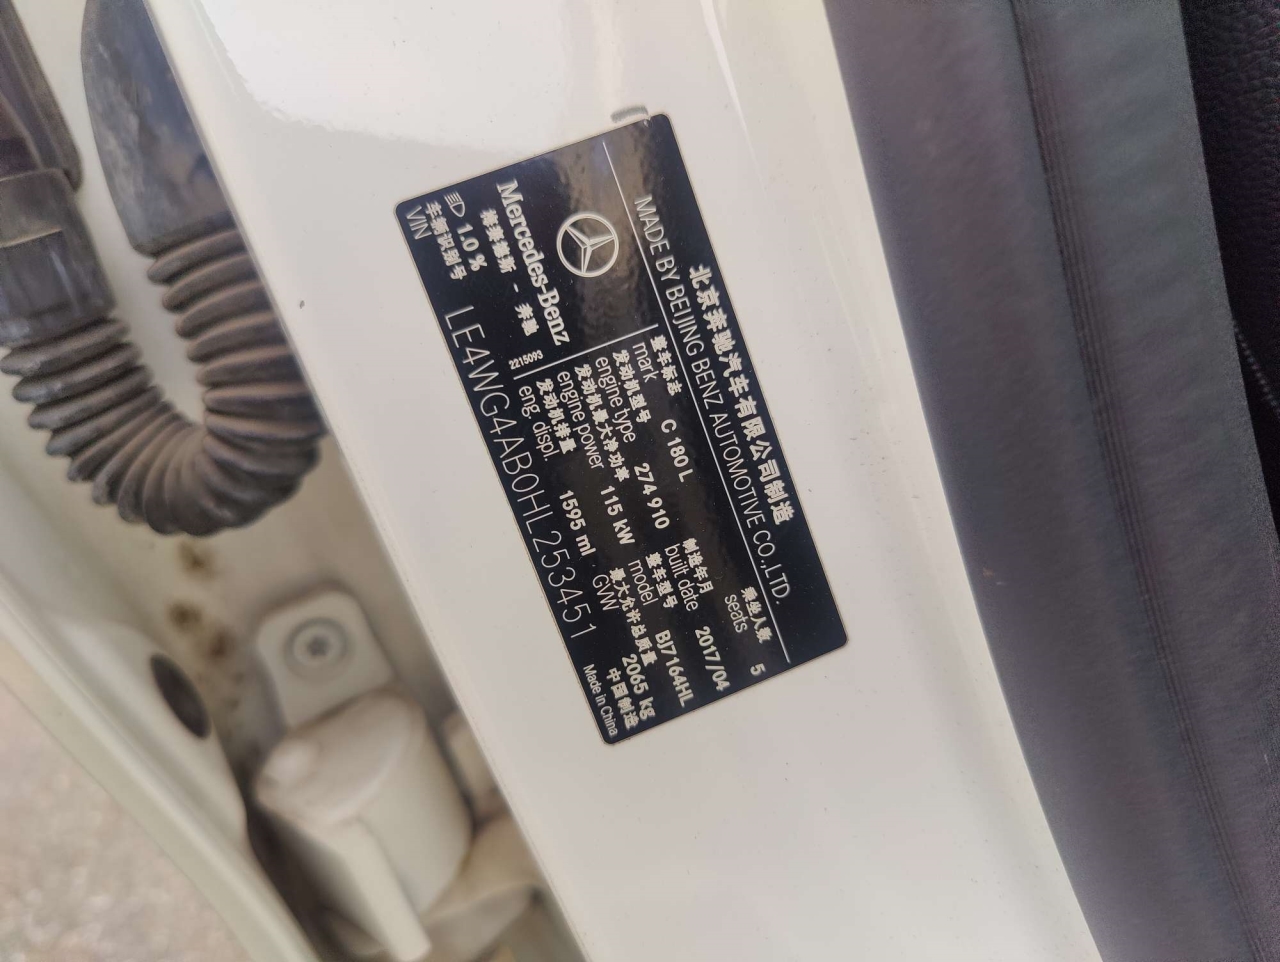 北京奔驰汽车有限公司制造
MADE BY BEIJING BENZ AUTOMOTIVE CO.,LTD.
乘坐人数
seats 5
整车标志
mark C 180 L
制造年月
built date 2017/04
发动机型号
engine type 274 910
整车型号
model BJ7164HL
发动机最大净功率
engine power 115 kW
最大允许总质量
GVW 2065 kg
发动机排量
eng. displ. 1595 ml
中国制造
Made in China
Mercedes-Benz
梅赛德斯 - 奔驰
1.0 %
2215093
车辆识别号
VIN LE4WG4AB0HL253451